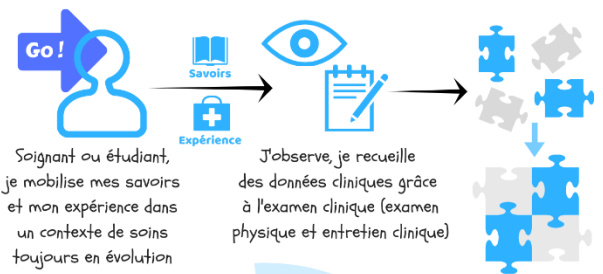 Go !
Savoirs
Expérience
Soignant ou étudiant,
je mobilise mes savoirs
et mon expérience dans
un contexte de soins
toujours en évolution
J'observe, je recueille
des données cliniques grâce
à l'examen clinique (examen
physique et entretien clinique)